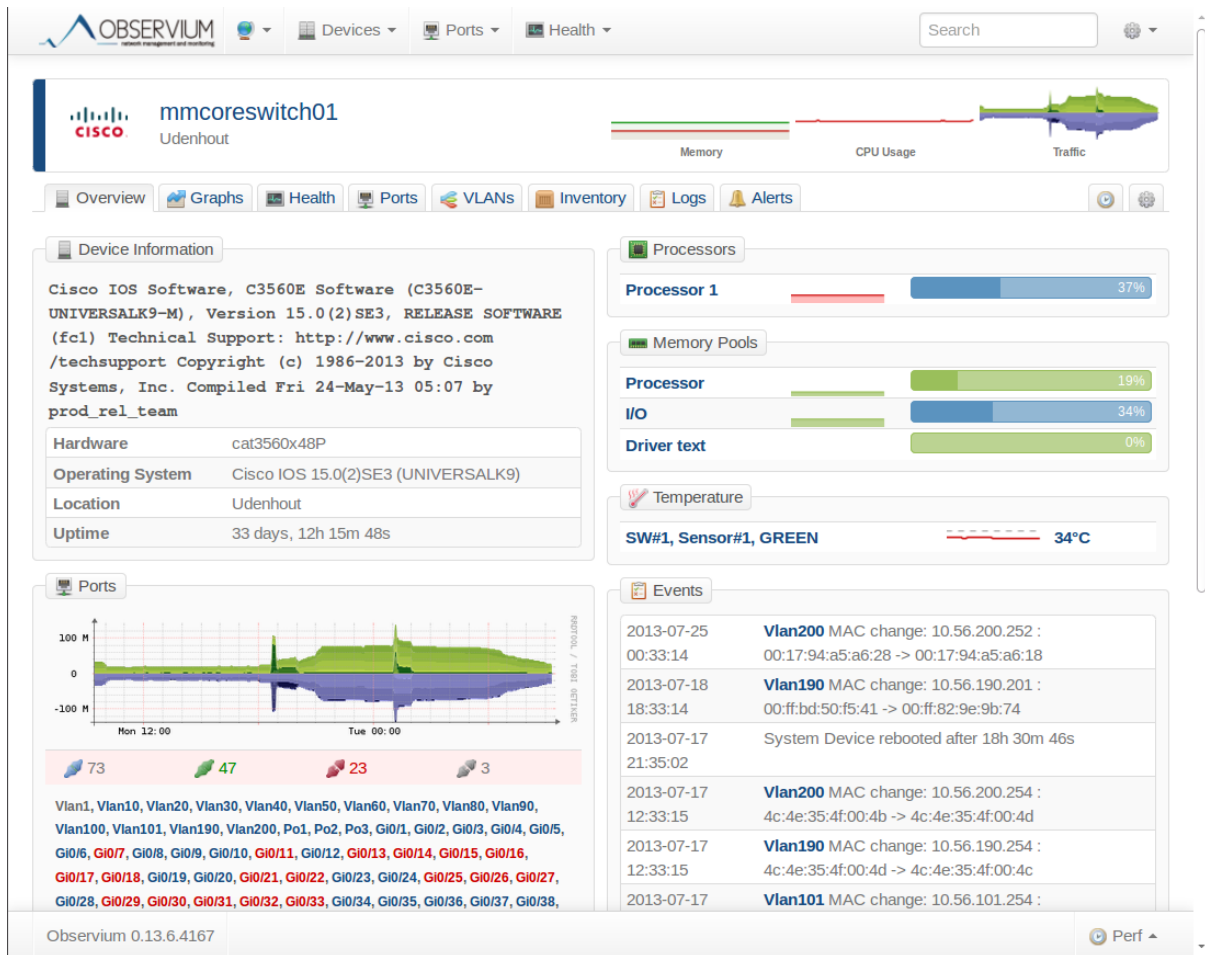 OBSERVIUM
network management and monitoring
Devices
Ports
Health
Search
CISCO
mmcoreswitch01
Udenhout
Memory
CPU Usage
Traffic
Overview
Graphs
Health
Ports
VLANs
Inventory
Logs
Alerts
Device Information
Cisco IOS Software, C3560E Software (C3560E-
UNIVERSALK9-M), Version 15.0(2)SE3, RELEASE SOFTWARE
(fc1) Technical Support: http://www.cisco.com
/techsupport Copyright (c) 1986-2013 by Cisco
Systems, Inc. Compiled Fri 24-May-13 05:07 by
prod_rel_team
Hardware cat3560x48P
Operating System Cisco IOS 15.0(2)SE3 (UNIVERSALK9)
Location Udenhout
Uptime 33 days, 12h 15m 48s
Ports
100 M
0
-100 M
Mon 12:00
Tue 00:00
RRDTOOL / TOBI OETIKER
73
47
23
3
Vlan1, Vlan10, Vlan20, Vlan30, Vlan40, Vlan50, Vlan60, Vlan70, Vlan80, Vlan90,
Vlan100, Vlan101, Vlan190, Vlan200, Po1, Po2, Po3, Gi0/1, Gi0/2, Gi0/3, Gi0/4, Gi0/5,
Gi0/6, Gi0/7, Gi0/8, Gi0/9, Gi0/10, Gi0/11, Gi0/12, Gi0/13, Gi0/14, Gi0/15, Gi0/16,
Gi0/17, Gi0/18, Gi0/19, Gi0/20, Gi0/21, Gi0/22, Gi0/23, Gi0/24, Gi0/25, Gi0/26, Gi0/27,
Gi0/28, Gi0/29, Gi0/30, Gi0/31, Gi0/32, Gi0/33, Gi0/34, Gi0/35, Gi0/36, Gi0/37, Gi0/38,
Processors
Processor 1 37%
Memory Pools
Processor 19%
I/O 34%
Driver text 0%
Temperature
SW#1, Sensor#1, GREEN 34°C
Events
2013-07-25 Vlan200 MAC change: 10.56.200.252 :
00:33:14 00:17:94:a5:a6:28 -> 00:17:94:a5:a6:18
2013-07-18 Vlan190 MAC change: 10.56.190.201 :
18:33:14 00:ff:bd:50:f5:41 -> 00:ff:82:9e:9b:74
2013-07-17 System Device rebooted after 18h 30m 46s
21:35:02
2013-07-17 Vlan200 MAC change: 10.56.200.254 :
12:33:15 4c:4e:35:4f:00:4b -> 4c:4e:35:4f:00:4d
2013-07-17 Vlan190 MAC change: 10.56.190.254 :
12:33:15 4c:4e:35:4f:00:4d -> 4c:4e:35:4f:00:4c
2013-07-17 Vlan101 MAC change: 10.56.101.254 :
Observium 0.13.6.4167
Perf